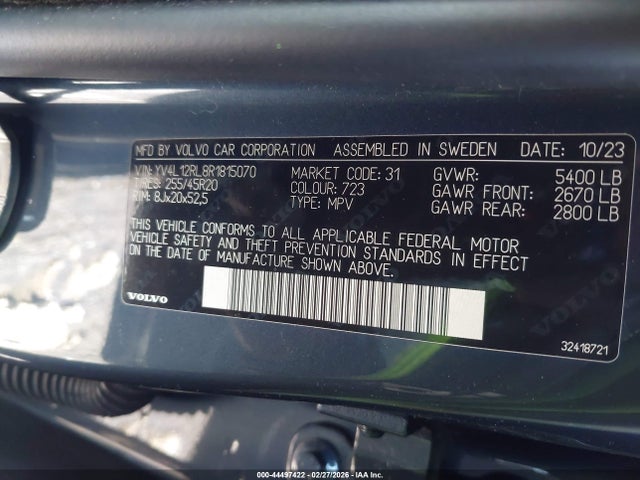 MFD BY VOLVO CAR CORPORATION ASSEMBLED IN SWEDEN DATE: 10/23
VIN: YV4L12RL8R1815070 MARKET CODE: 31 GVWR: 5400 LB
TIRES: 255/45R20 COLOUR: 723 GAWR FRONT: 2670 LB
RIM: 8Jx20x52,5 TYPE: MPV GAWR REAR: 2800 LB
THIS VEHICLE CONFORMS TO ALL APPLICABLE FEDERAL MOTOR
VEHICLE SAFETY AND THEFT PREVENTION STANDARDS IN EFFECT
ON THE DATE OF MANUFACTURE SHOWN ABOVE.
VOLVO
32418721
000-44497422 - 02/27/2026 - IAA Inc.